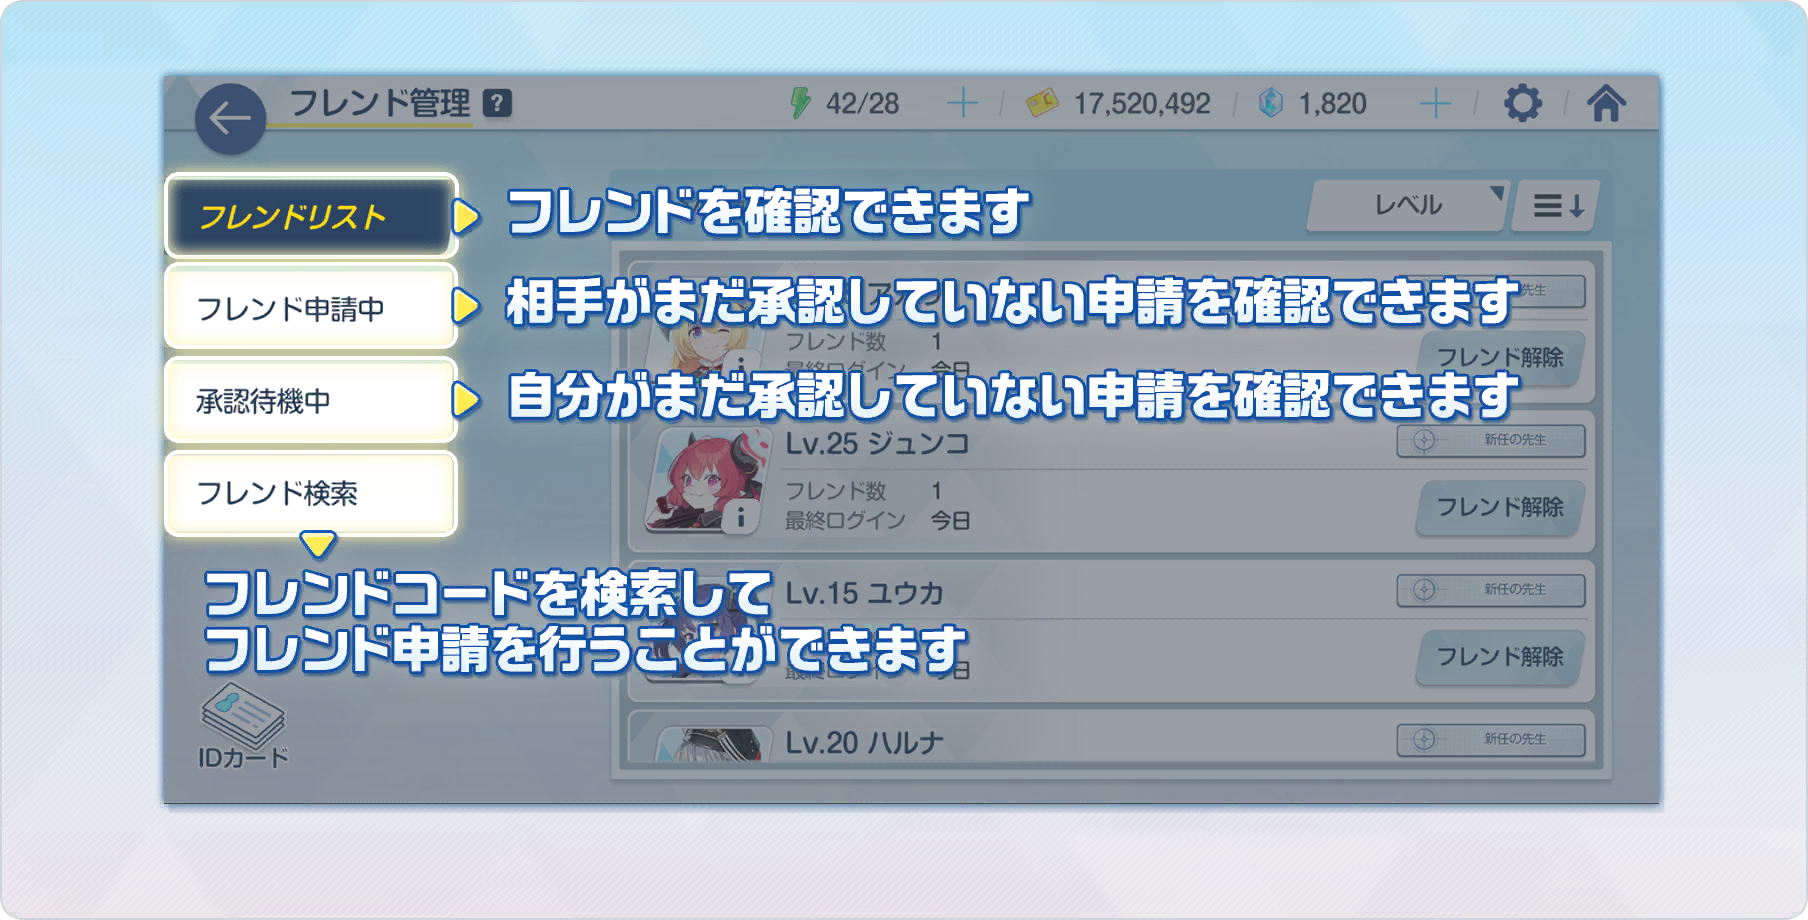 フレンド管理 ?
42/28
17,520,492
1,820
フレンドリスト
フレンドを確認できます
レベル
フレンド申請中
相手がまだ承認していない申請を確認できます
先生
フレンド数 1
最終ログイン 今日
フレンド解除
承認待機中
自分がまだ承認していない申請を確認できます
Lv.25 ジュンコ
新任の先生
フレンド数 1
最終ログイン 今日
フレンド解除
フレンド検索
フレンドコードを検索して
フレンド申請を行うことができます
Lv.15 ユウカ
新任の先生
フレンド解除
IDカード
Lv.20 ハルナ
新任の先生